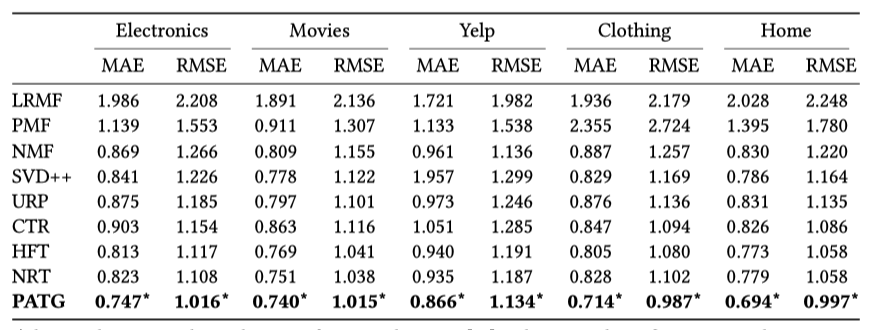 Electronics Movies Yelp Clothing Home
MAE RMSE MAE RMSE MAE RMSE MAE RMSE MAE RMSE
LRMF 1.986 2.208 1.891 2.136 1.721 1.982 1.936 2.179 2.028 2.248
PMF 1.139 1.553 0.911 1.307 1.133 1.538 2.355 2.724 1.395 1.780
NMF 0.869 1.266 0.809 1.155 0.961 1.136 0.887 1.257 0.830 1.220
SVD++ 0.841 1.226 0.778 1.122 1.957 1.299 0.829 1.169 0.786 1.164
URP 0.875 1.185 0.797 1.101 0.973 1.246 0.876 1.136 0.831 1.135
CTR 0.903 1.154 0.863 1.116 1.051 1.285 0.847 1.094 0.826 1.086
HFT 0.813 1.117 0.769 1.041 0.940 1.191 0.805 1.080 0.773 1.058
NRT 0.823 1.108 0.751 1.038 0.935 1.187 0.828 1.102 0.779 1.058
PATG 0.747* 1.016* 0.740* 1.015* 0.866* 1.134* 0.714* 0.987* 0.694* 0.997*